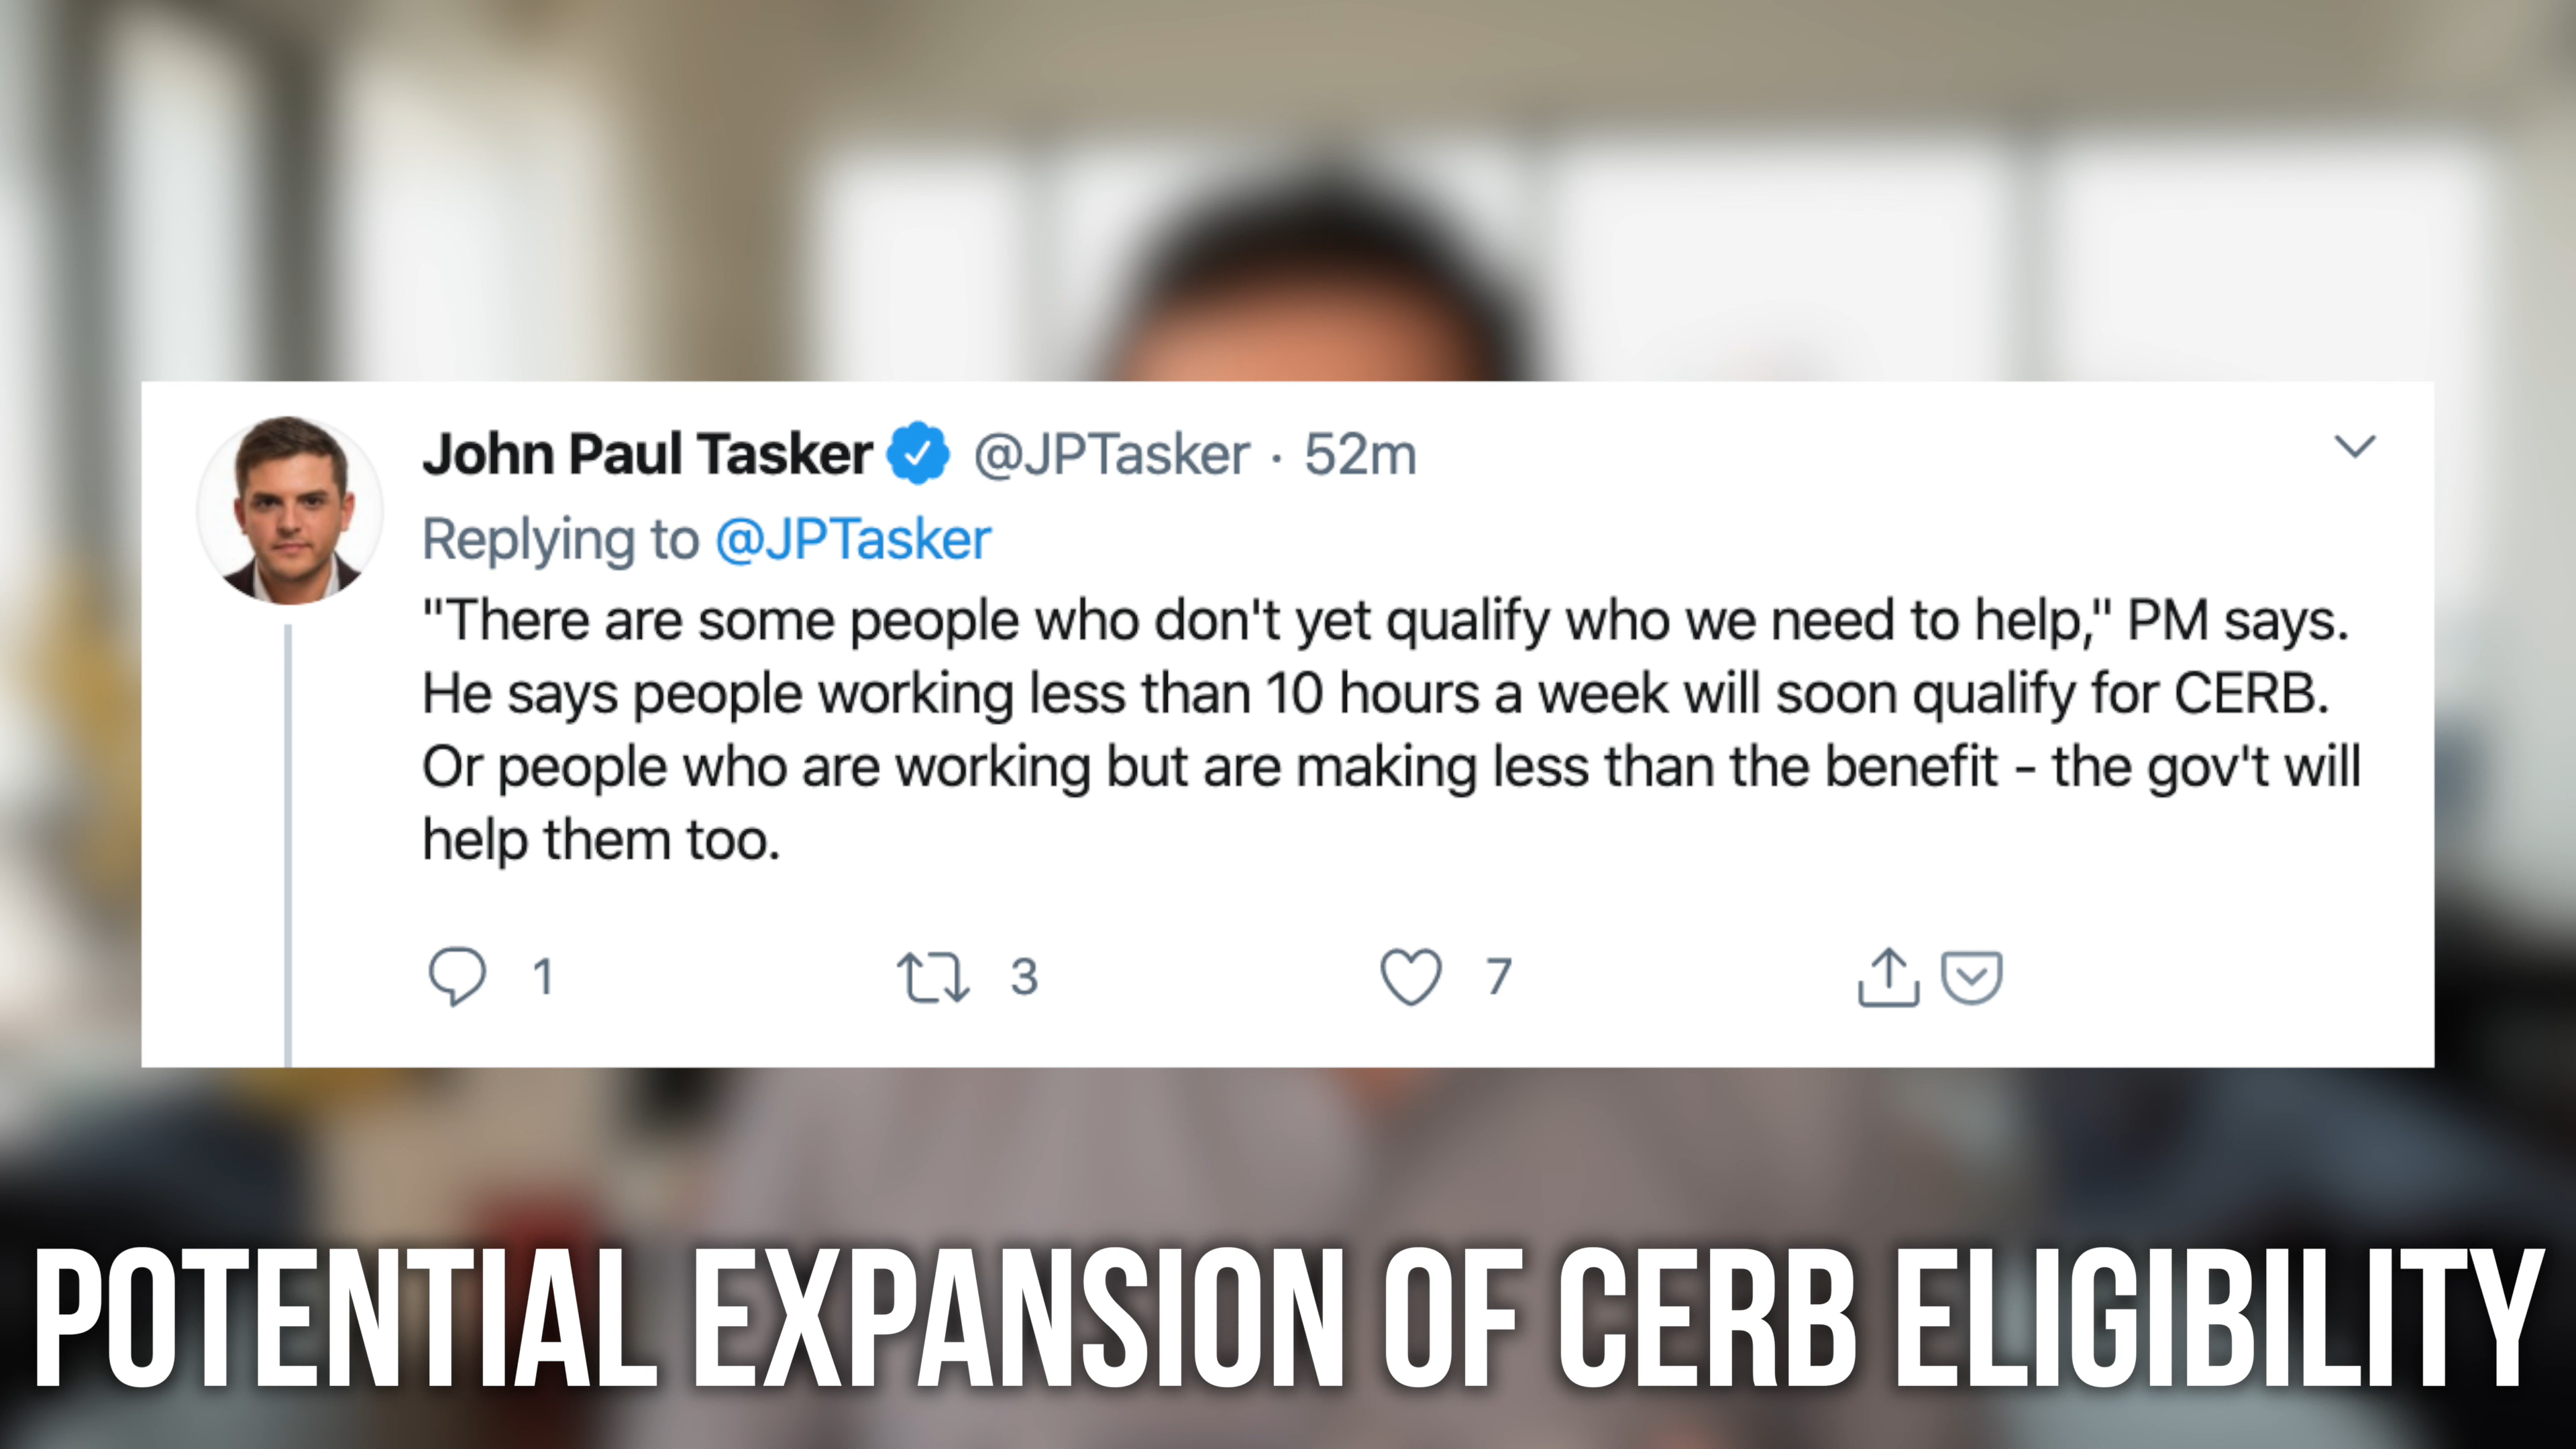 John Paul Tasker @JPTasker · 52m
Replying to @JPTasker
"There are some people who don't yet qualify who we need to help," PM says.
He says people working less than 10 hours a week will soon qualify for CERB.
Or people who are working but are making less than the benefit - the gov't will
help them too.
1 3 7
POTENTIAL EXPANSION OF CERB ELIGIBILITY